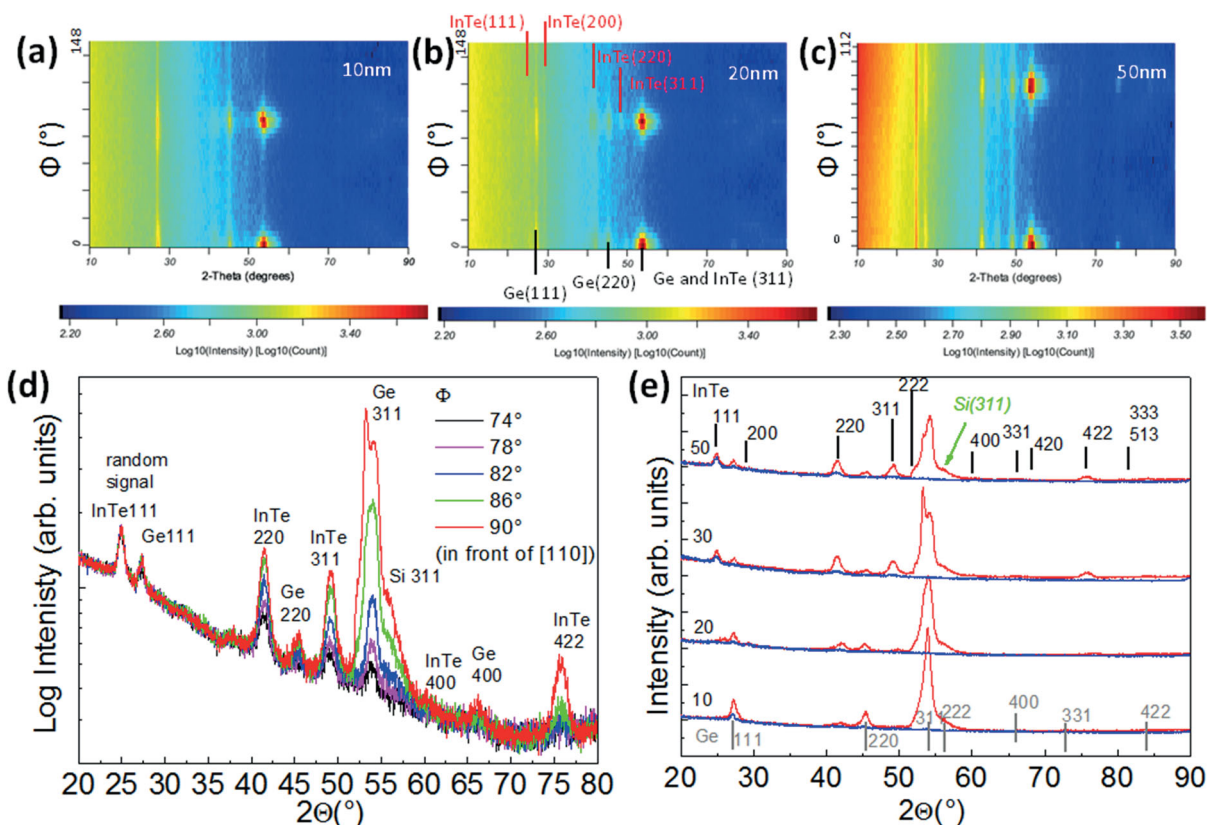 (a)
148
Φ (°)
0
10nm
10 30 50 70 90
2-Theta (degrees)
2.20 2.60 3.00 3.40
Log10(Intensity) [Log10(Count)]
(b)
InTe(111)
InTe(200)
148
Φ (°)
0
InTe(220)
InTe(311)
20nm
10 30 50 70 90
Ge(111)
Ge(220)
Ge and InTe (311)
2.20 2.60 3.00 3.40
Log10(Intensity) [Log10(Count)]
(c)
112
Φ (°)
0
50nm
10 30 50 70 90
2-Theta (degrees)
2.30 2.50 2.70 2.90 3.10 3.30 3.50
Log10(Intensity) [Log10(Count)]
(d)
Log Intenisty (arb. units)
random
signal
InTe111
Ge111
InTe
220
Ge
220
InTe
311
Ge
311
Si 311
InTe
400
Ge
400
InTe
422
Φ
74°
78°
82°
86°
90°
(in front of [110])
20 25 30 35 40 45 50 55 60 65 70 75 80
2Θ(°)
(e)
Intensity (arb. units)
InTe
111
200
220
311
222
Si(311)
400
331
420
422
333
513
50
30
20
10
Ge
111
220
311
222
400
331
422
20 30 40 50 60 70 80 90
2Θ(°)